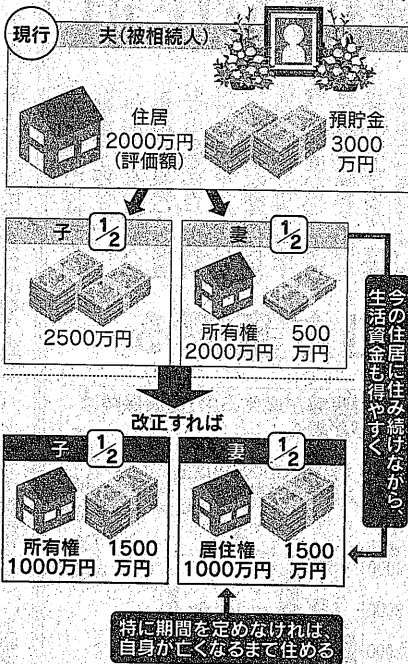 現行
夫(被相続人)
住居
2000万円
(評価額)
預貯金
3000
万円
子 1/2
妻 1/2
2500万円
所有権
2000万円
500
万円
今の住居に住み続けながら、
生活資金も得やすく
改正すれば
子 1/2
妻 1/2
所有権
1000万円
1500
万円
居住権
1000万円
1500
万円
特に期間を定めなければ、
自身が亡くなるまで住める